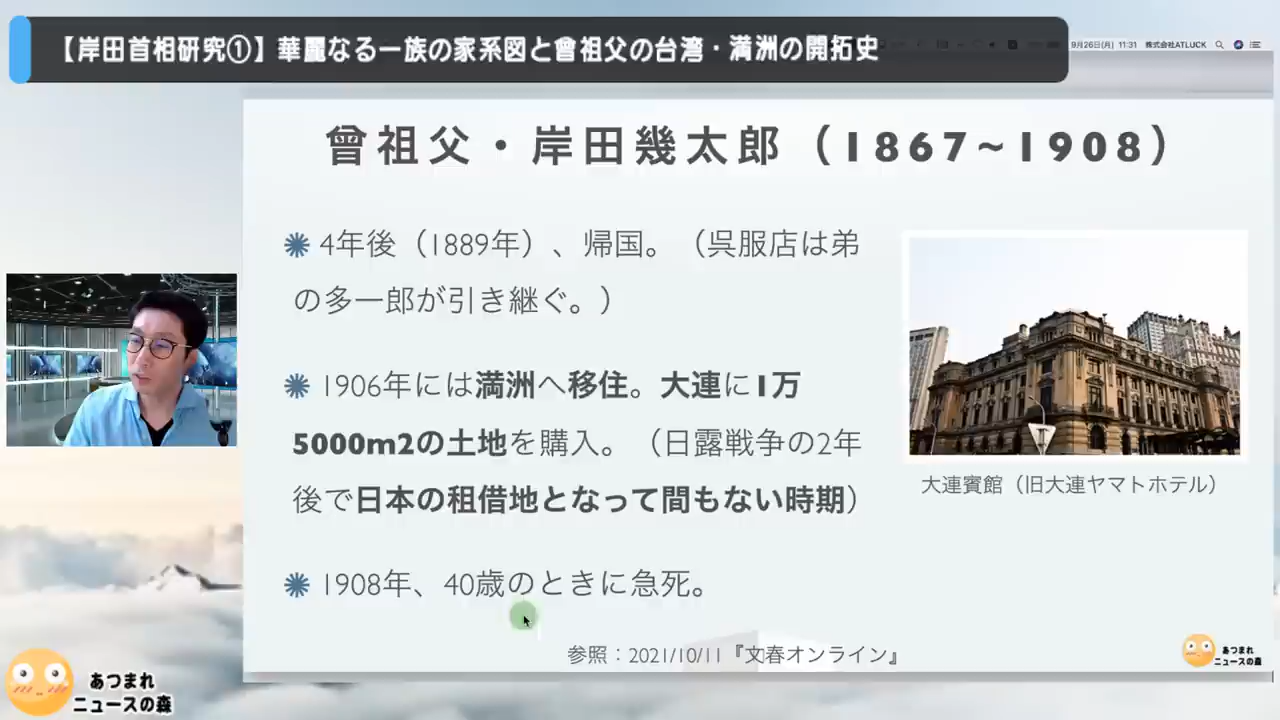 【岸田首相研究①】華麗なる一族の家系図と曾祖父の台湾・満洲の開拓史
9月26日(月) 11:31 株式会社ATLUCK
曾祖父・岸田幾太郎（1867~1908）
4年後（1889年）、帰国。（呉服店は弟
の多一郎が引き継ぐ。）
1906年には満洲へ移住。大連に1万
5000m2の土地を購入。（日露戦争の2年
後で日本の租借地となって間もない時期）
1908年、40歳のときに急死。
大連賓館（旧大連ヤマトホテル）
参照：2021/10/11『文春オンライン』
あつまれ
ニュースの森
あつまれ
ニュースの森